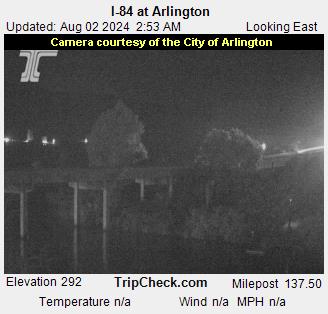 I-84 at Arlington
Updated: Aug 02 2024 2:53 AM Looking East
Camera courtesy of the City of Arlington
Elevation 292 TripCheck.com Milepost 137.50
Temperature n/a Wind n/a MPH n/a